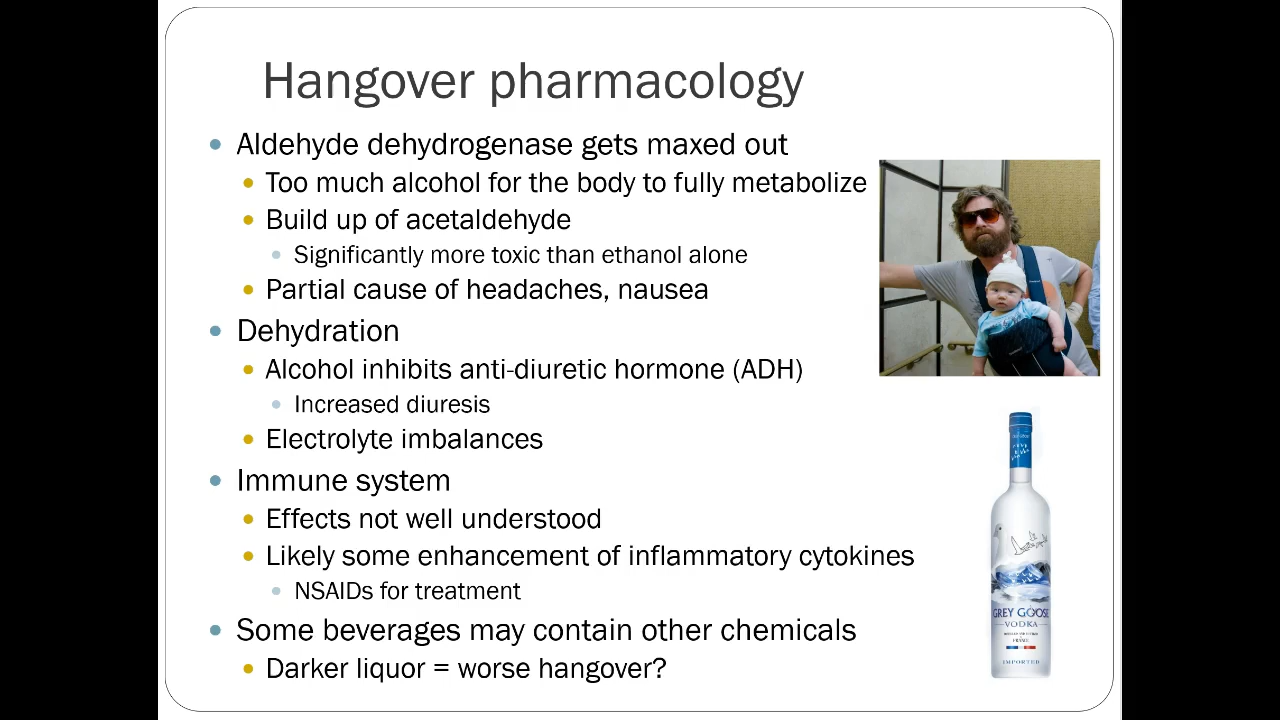 Hangover pharmacology
Aldehyde dehydrogenase gets maxed out
Too much alcohol for the body to fully metabolize
Build up of acetaldehyde
Significantly more toxic than ethanol alone
Partial cause of headaches, nausea
Dehydration
Alcohol inhibits anti-diuretic hormone (ADH)
Increased diuresis
Electrolyte imbalances
Immune system
Effects not well understood
Likely some enhancement of inflammatory cytokines
NSAIDs for treatment
Some beverages may contain other chemicals
Darker liquor = worse hangover?
GREY GOOSE
VODKA
FRANCE
IMPORTED